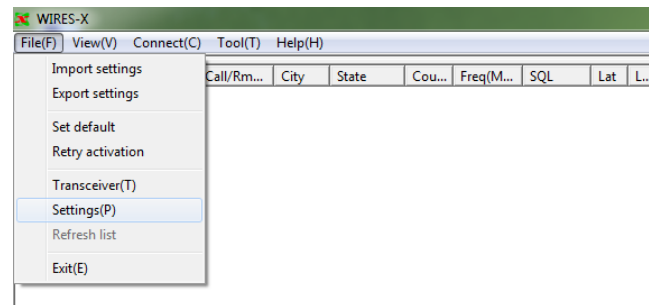 WIRES-X
File(F) View(V) Connect(C) Tool(T) Help(H)
Call/Rm... City State Cou... Freq(M... SQL Lat L...
Import settings
Export settings
Set default
Retry activation
Transceiver(T)
Settings(P)
Refresh list
Exit(E)